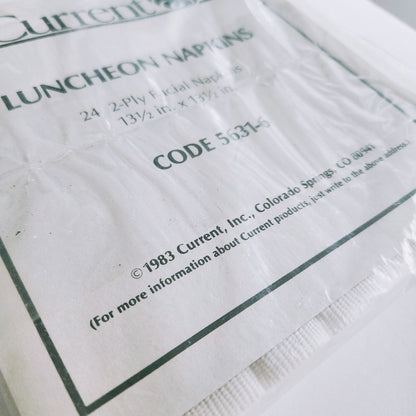 Current
LUNCHEON NAPKINS
24 2-Ply Facial Napkins
13½ in. x 13½ in.
CODE 5631-6
© 1983 Current, Inc., Colorado Springs, CO 80941
(For more information about Current products, just write to the above address.)